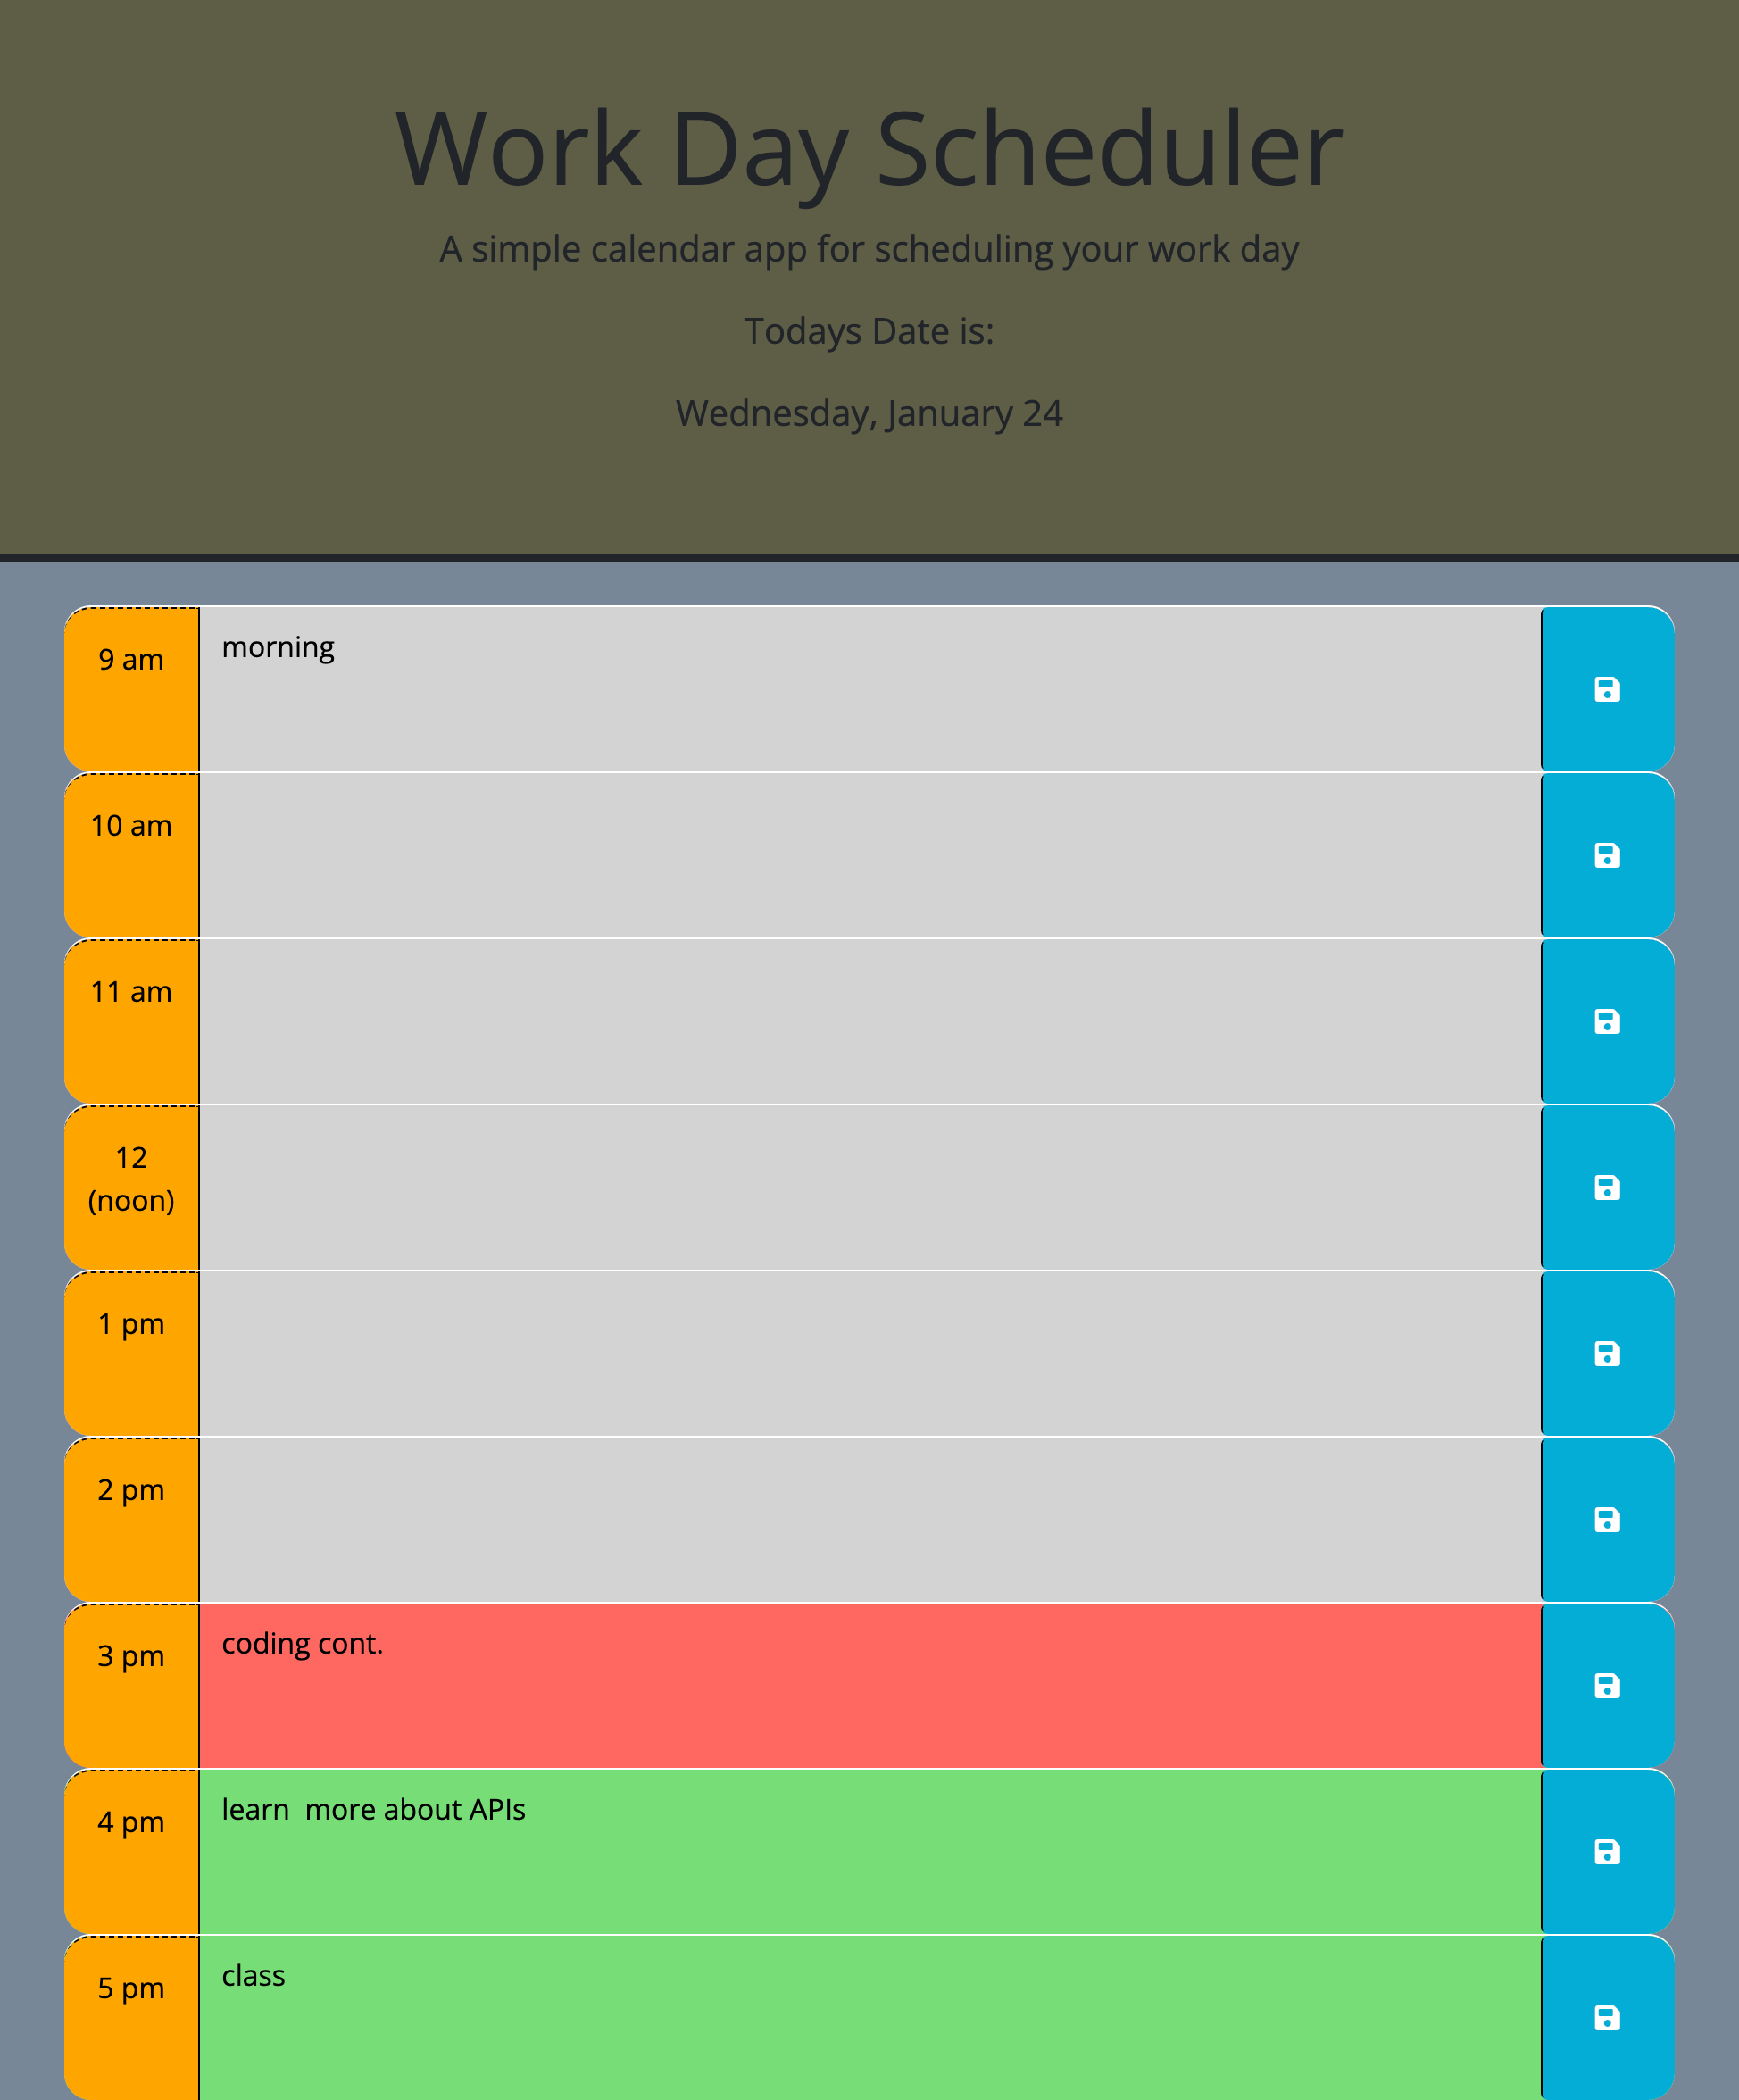 Work Day Scheduler
A simple calendar app for scheduling your work day
Todays Date is:
Wednesday, January 24
9 am
morning
10 am
11 am
12
(noon)
1 pm
2 pm
3 pm
coding cont.
4 pm
learn  more about APIs
5 pm
class